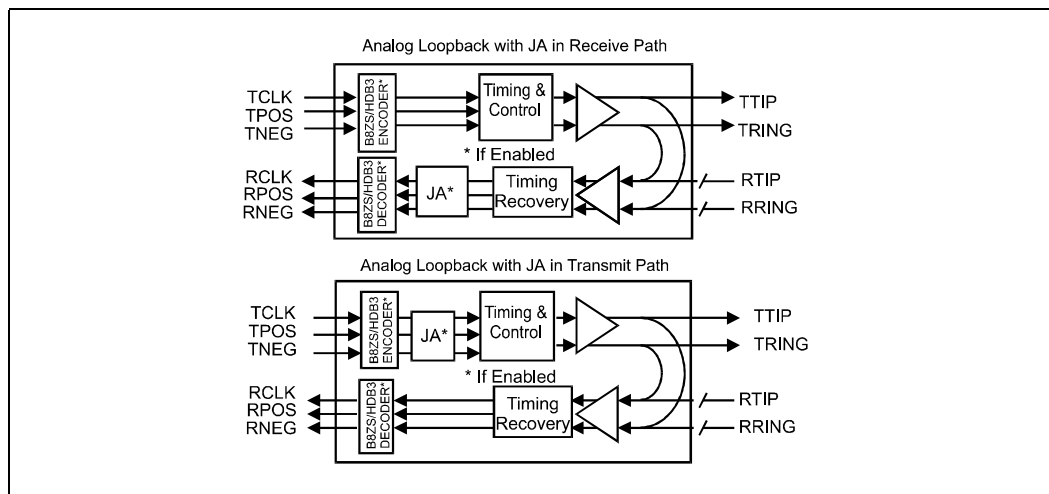 Analog Loopback with JA in Receive Path
TCLK
TPOS
TNEG
B8ZS/HDB3
ENCODER*
Timing &
Control
TTIP
TRING
* If Enabled
RCLK
RPOS
RNEG
B8ZS/HDB3
DECODER*
JA*
Timing
Recovery
RTIP
RRING
Analog Loopback with JA in Transmit Path
TCLK
TPOS
TNEG
B8ZS/HDB3
ENCODER*
JA*
Timing &
Control
TTIP
TRING
* If Enabled
RCLK
RPOS
RNEG
B8ZS/HDB3
DECODER*
Timing
Recovery
RTIP
RRING